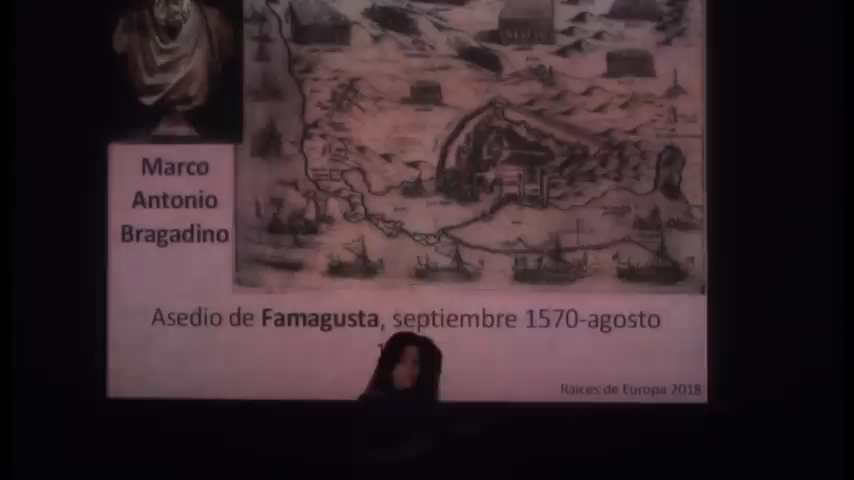 Marco
Antonio
Bragadino
Asedio de Famagusta, septiembre 1570-agosto
Raíces de Europa 2018